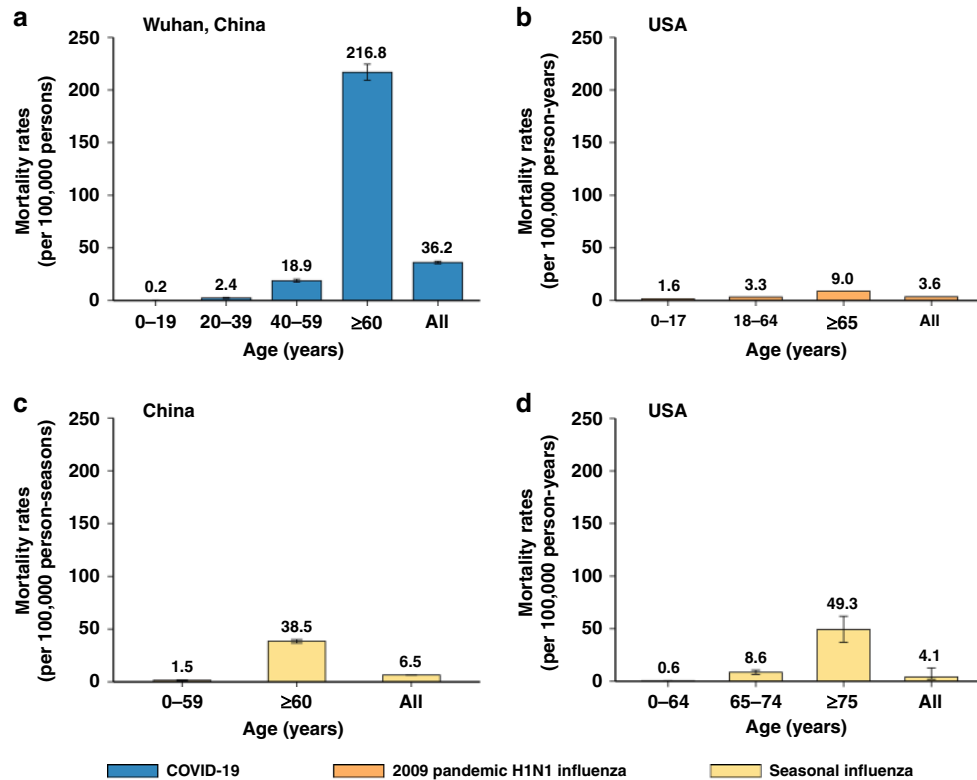 a
Wuhan, China
Mortality rates
(per 100,000 persons)
250
200
150
100
50
0
0.2
2.4
18.9
216.8
36.2
0–19
20–39
40–59
≥60
All
Age (years)
b
USA
Mortality rates
(per 100,000 person-years)
250
200
150
100
50
0
1.6
3.3
9.0
3.6
0–17
18–64
≥65
All
Age (years)
c
China
Mortality rates
(per 100,000 person-seasons)
250
200
150
100
50
0
1.5
38.5
6.5
0–59
≥60
All
Age (years)
d
USA
Mortality rates
(per 100,000 person-years)
250
200
150
100
50
0
0.6
8.6
49.3
4.1
0–64
65–74
≥75
All
Age (years)
COVID-19
2009 pandemic H1N1 influenza
Seasonal influenza